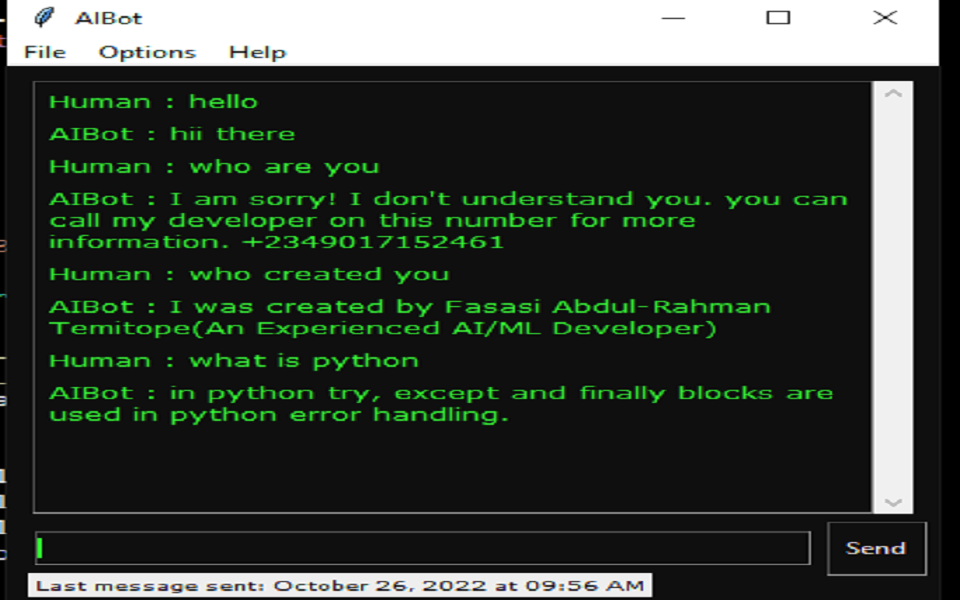 AIBot
File Options Help
Human : hello
AIBot : hii there
Human : who are you
AIBot : I am sorry! I don't understand you. you can
call my developer on this number for more
information. +2349017152461
Human : who created you
AIBot : I was created by Fasasi Abdul-Rahman
Temitope(An Experienced AI/ML Developer)
Human : what is python
AIBot : in python try, except and finally blocks are
used in python error handling.
Send
Last message sent: October 26, 2022 at 09:56 AM